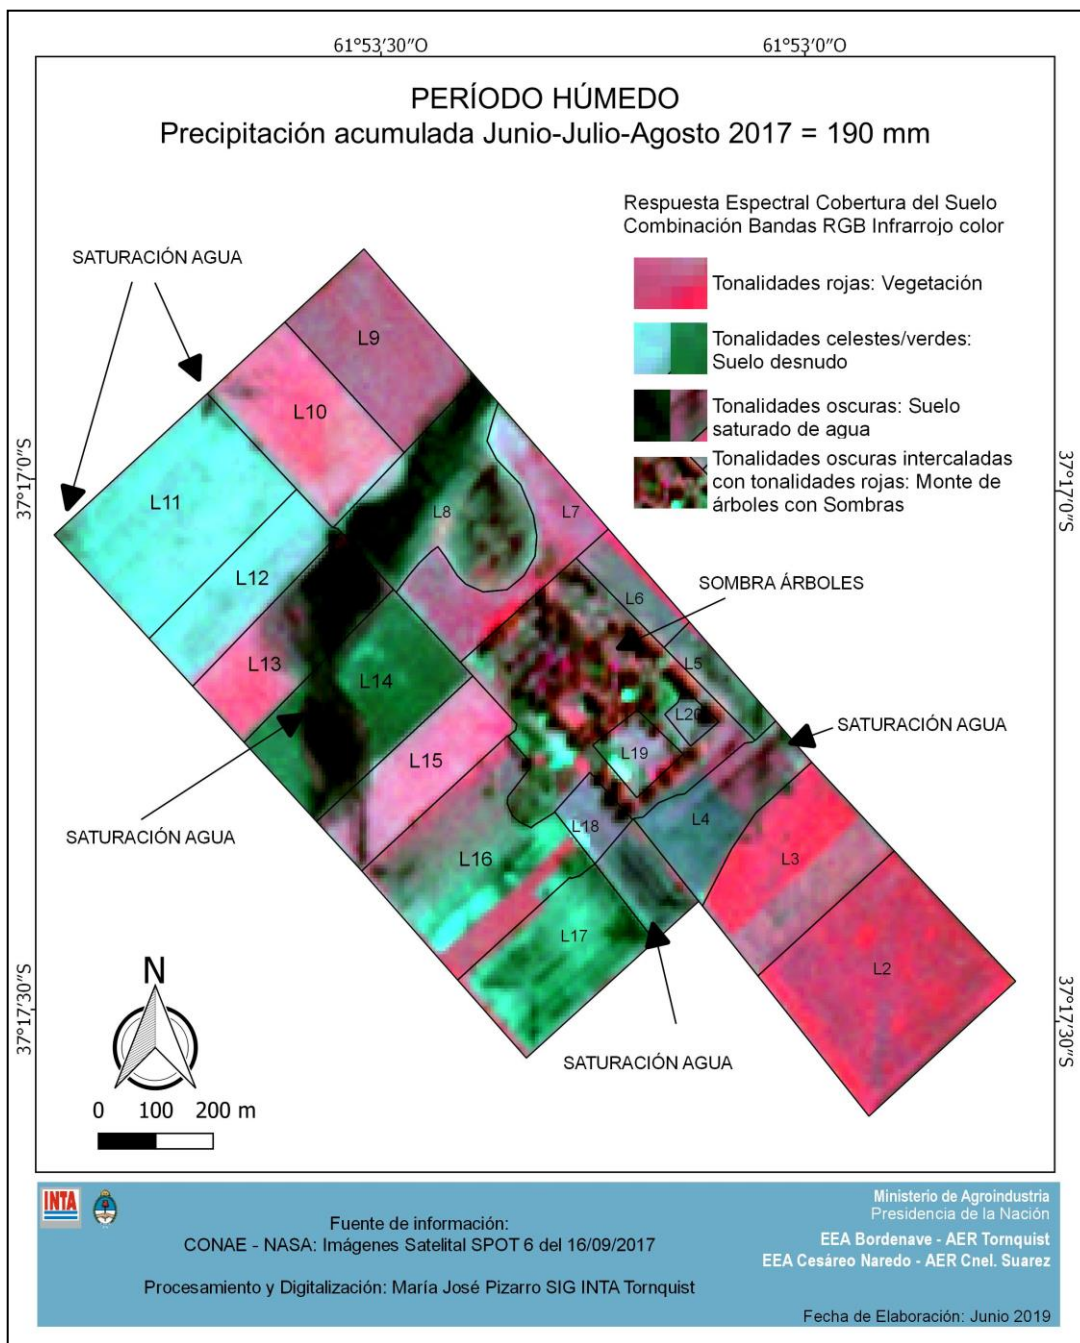 61°53'30"O
61°53'0"O
PERÍODO HÚMEDO
Precipitación acumulada Junio-Julio-Agosto 2017 = 190 mm
Respuesta Espectral Cobertura del Suelo
Combinación Bandas RGB Infrarrojo color
Tonalidades rojas: Vegetación
Tonalidades celestes/verdes:
Suelo desnudo
Tonalidades oscuras: Suelo
saturado de agua
Tonalidades oscuras intercaladas
con tonalidades rojas: Monte de
árboles con Sombras
SATURACIÓN AGUA
L9
L10
L11
L8
L7
L12
SOMBRA ÁRBOLES
L6
L13
L14
L5
L20
L19
SATURACIÓN AGUA
L15
SATURACIÓN AGUA
L18
L4
L16
L3
L17
L2
SATURACIÓN AGUA
37°17'0"S
37°17'0"S
37°17'30"S
37°17'30"S
N
0 100 200 m
INTA
Fuente de información:
CONAE - NASA: Imágenes Satelital SPOT 6 del 16/09/2017
Procesamiento y Digitalización: María José Pizarro SIG INTA Tornquist
Ministerio de Agroindustria
Presidencia de la Nación
EEA Bordenave - AER Tornquist
EEA Cesáreo Naredo - AER Cnel. Suarez
Fecha de Elaboración: Junio 2019